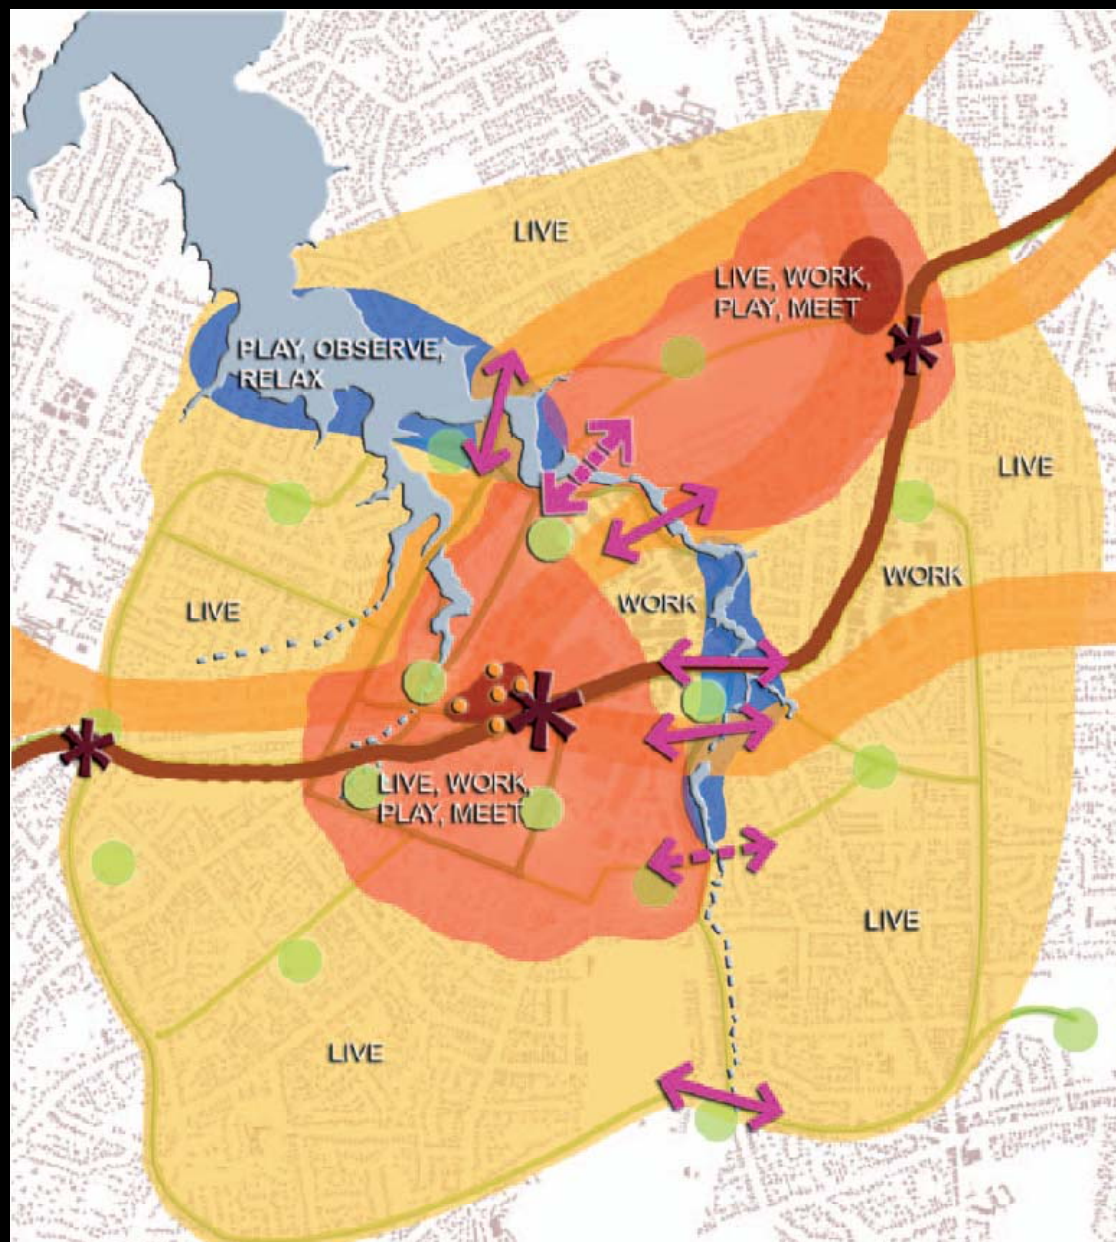 LIVE
LIVE, WORK,
PLAY, MEET
PLAY, OBSERVE,
RELAX
LIVE
WORK
WORK
LIVE
LIVE, WORK,
PLAY, MEET
LIVE
LIVE